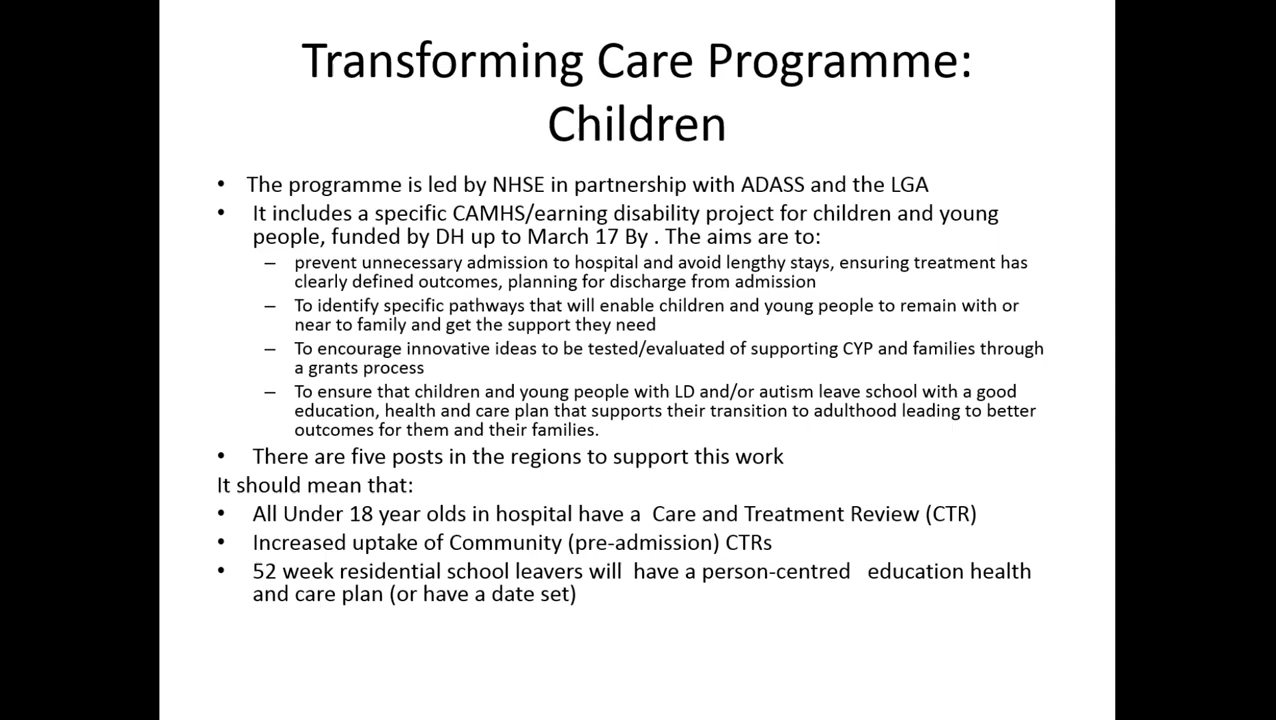 Transforming Care Programme:
Children
• The programme is led by NHSE in partnership with ADASS and the LGA
• It includes a specific CAMHS/earning disability project for children and young
people, funded by DH up to March 17 By . The aims are to:
– prevent unnecessary admission to hospital and avoid lengthy stays, ensuring treatment has
clearly defined outcomes, planning for discharge from admission
– To identify specific pathways that will enable children and young people to remain with or
near to family and get the support they need
– To encourage innovative ideas to be tested/evaluated of supporting CYP and families through
a grants process
– To ensure that children and young people with LD and/or autism leave school with a good
education, health and care plan that supports their transition to adulthood leading to better
outcomes for them and their families.
• There are five posts in the regions to support this work
It should mean that:
• All Under 18 year olds in hospital have a Care and Treatment Review (CTR)
• Increased uptake of Community (pre-admission) CTRs
• 52 week residential school leavers will have a person-centred education health
and care plan (or have a date set)